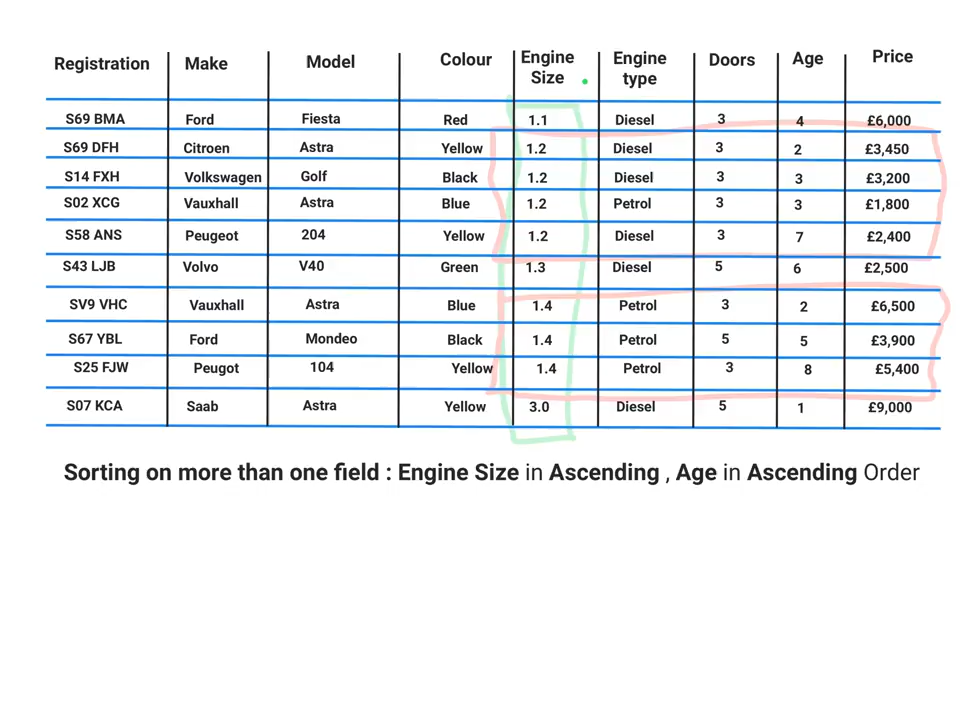 Registration Make Model Colour Engine Size Engine type Doors Age Price
S69 BMA Ford Fiesta Red 1.1 Diesel 3 4 £6,000
S69 DFH Citroen Astra Yellow 1.2 Diesel 3 2 £3,450
S14 FXH Volkswagen Golf Black 1.2 Diesel 3 3 £3,200
S02 XCG Vauxhall Astra Blue 1.2 Petrol 3 3 £1,800
S58 ANS Peugeot 204 Yellow 1.2 Diesel 3 7 £2,400
S43 LJB Volvo V40 Green 1.3 Diesel 5 6 £2,500
SV9 VHC Vauxhall Astra Blue 1.4 Petrol 3 2 £6,500
S67 YBL Ford Mondeo Black 1.4 Petrol 5 5 £3,900
S25 FJW Peugot 104 Yellow 1.4 Petrol 3 8 £5,400
S07 KCA Saab Astra Yellow 3.0 Diesel 5 1 £9,000
Sorting on more than one field : Engine Size in Ascending , Age in Ascending Order